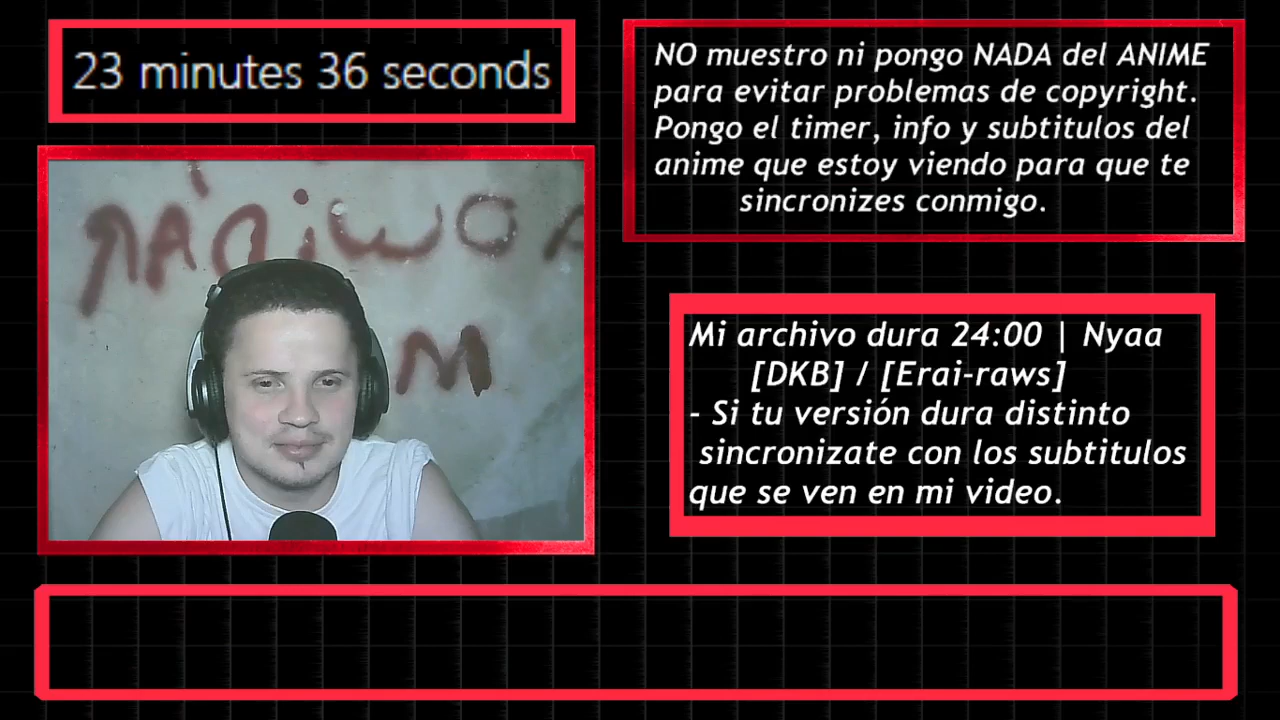 23 minutes 36 seconds
NO muestro ni pongo NADA del ANIME
para evitar problemas de copyright.
Pongo el timer, info y subtitulos del
anime que estoy viendo para que te
sincronizes conmigo.
Mi archivo dura 24:00 | Nyaa
[DKB] / [Erai-raws]
- Si tu versión dura distinto
sincronizate con los subtitulos
que se ven en mi video.
M